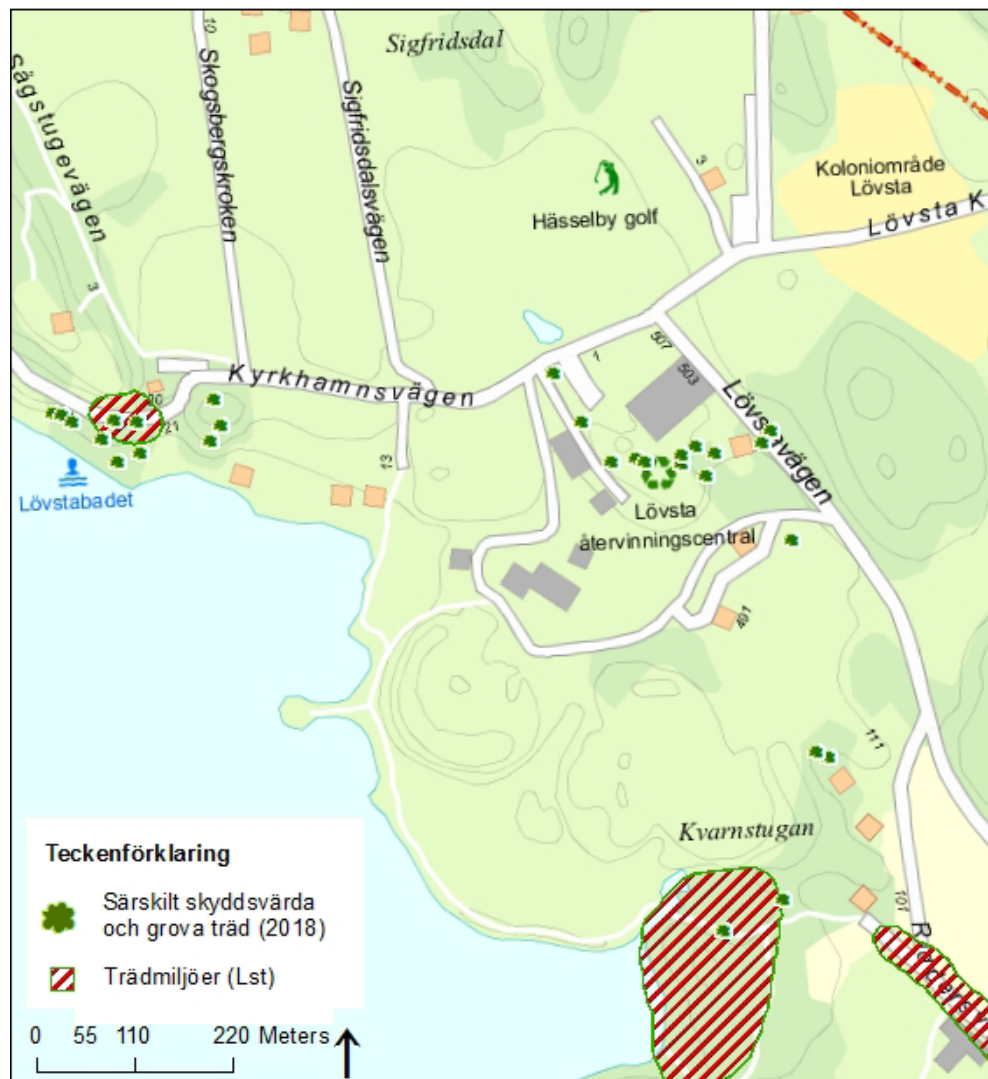 10
Sigfridsdal
Sågstugevägen
Skogsbergskroken
Sigfridsdalsvägen
3
Koloniområde
Lövsta
Hässelby golf
Lövsta K
3
1
507
503
Kyrkhamnsvägen
Lövstavägen
20
21
13
Lövstabadet
Lövsta
återvinningscentral
491
111
Kvarnstugan
101
Teckenförklaring
Särskilt skyddsvärda
och grova träd (2018)
Trädmiljöer (Lst)
0 55 110 220 Meters